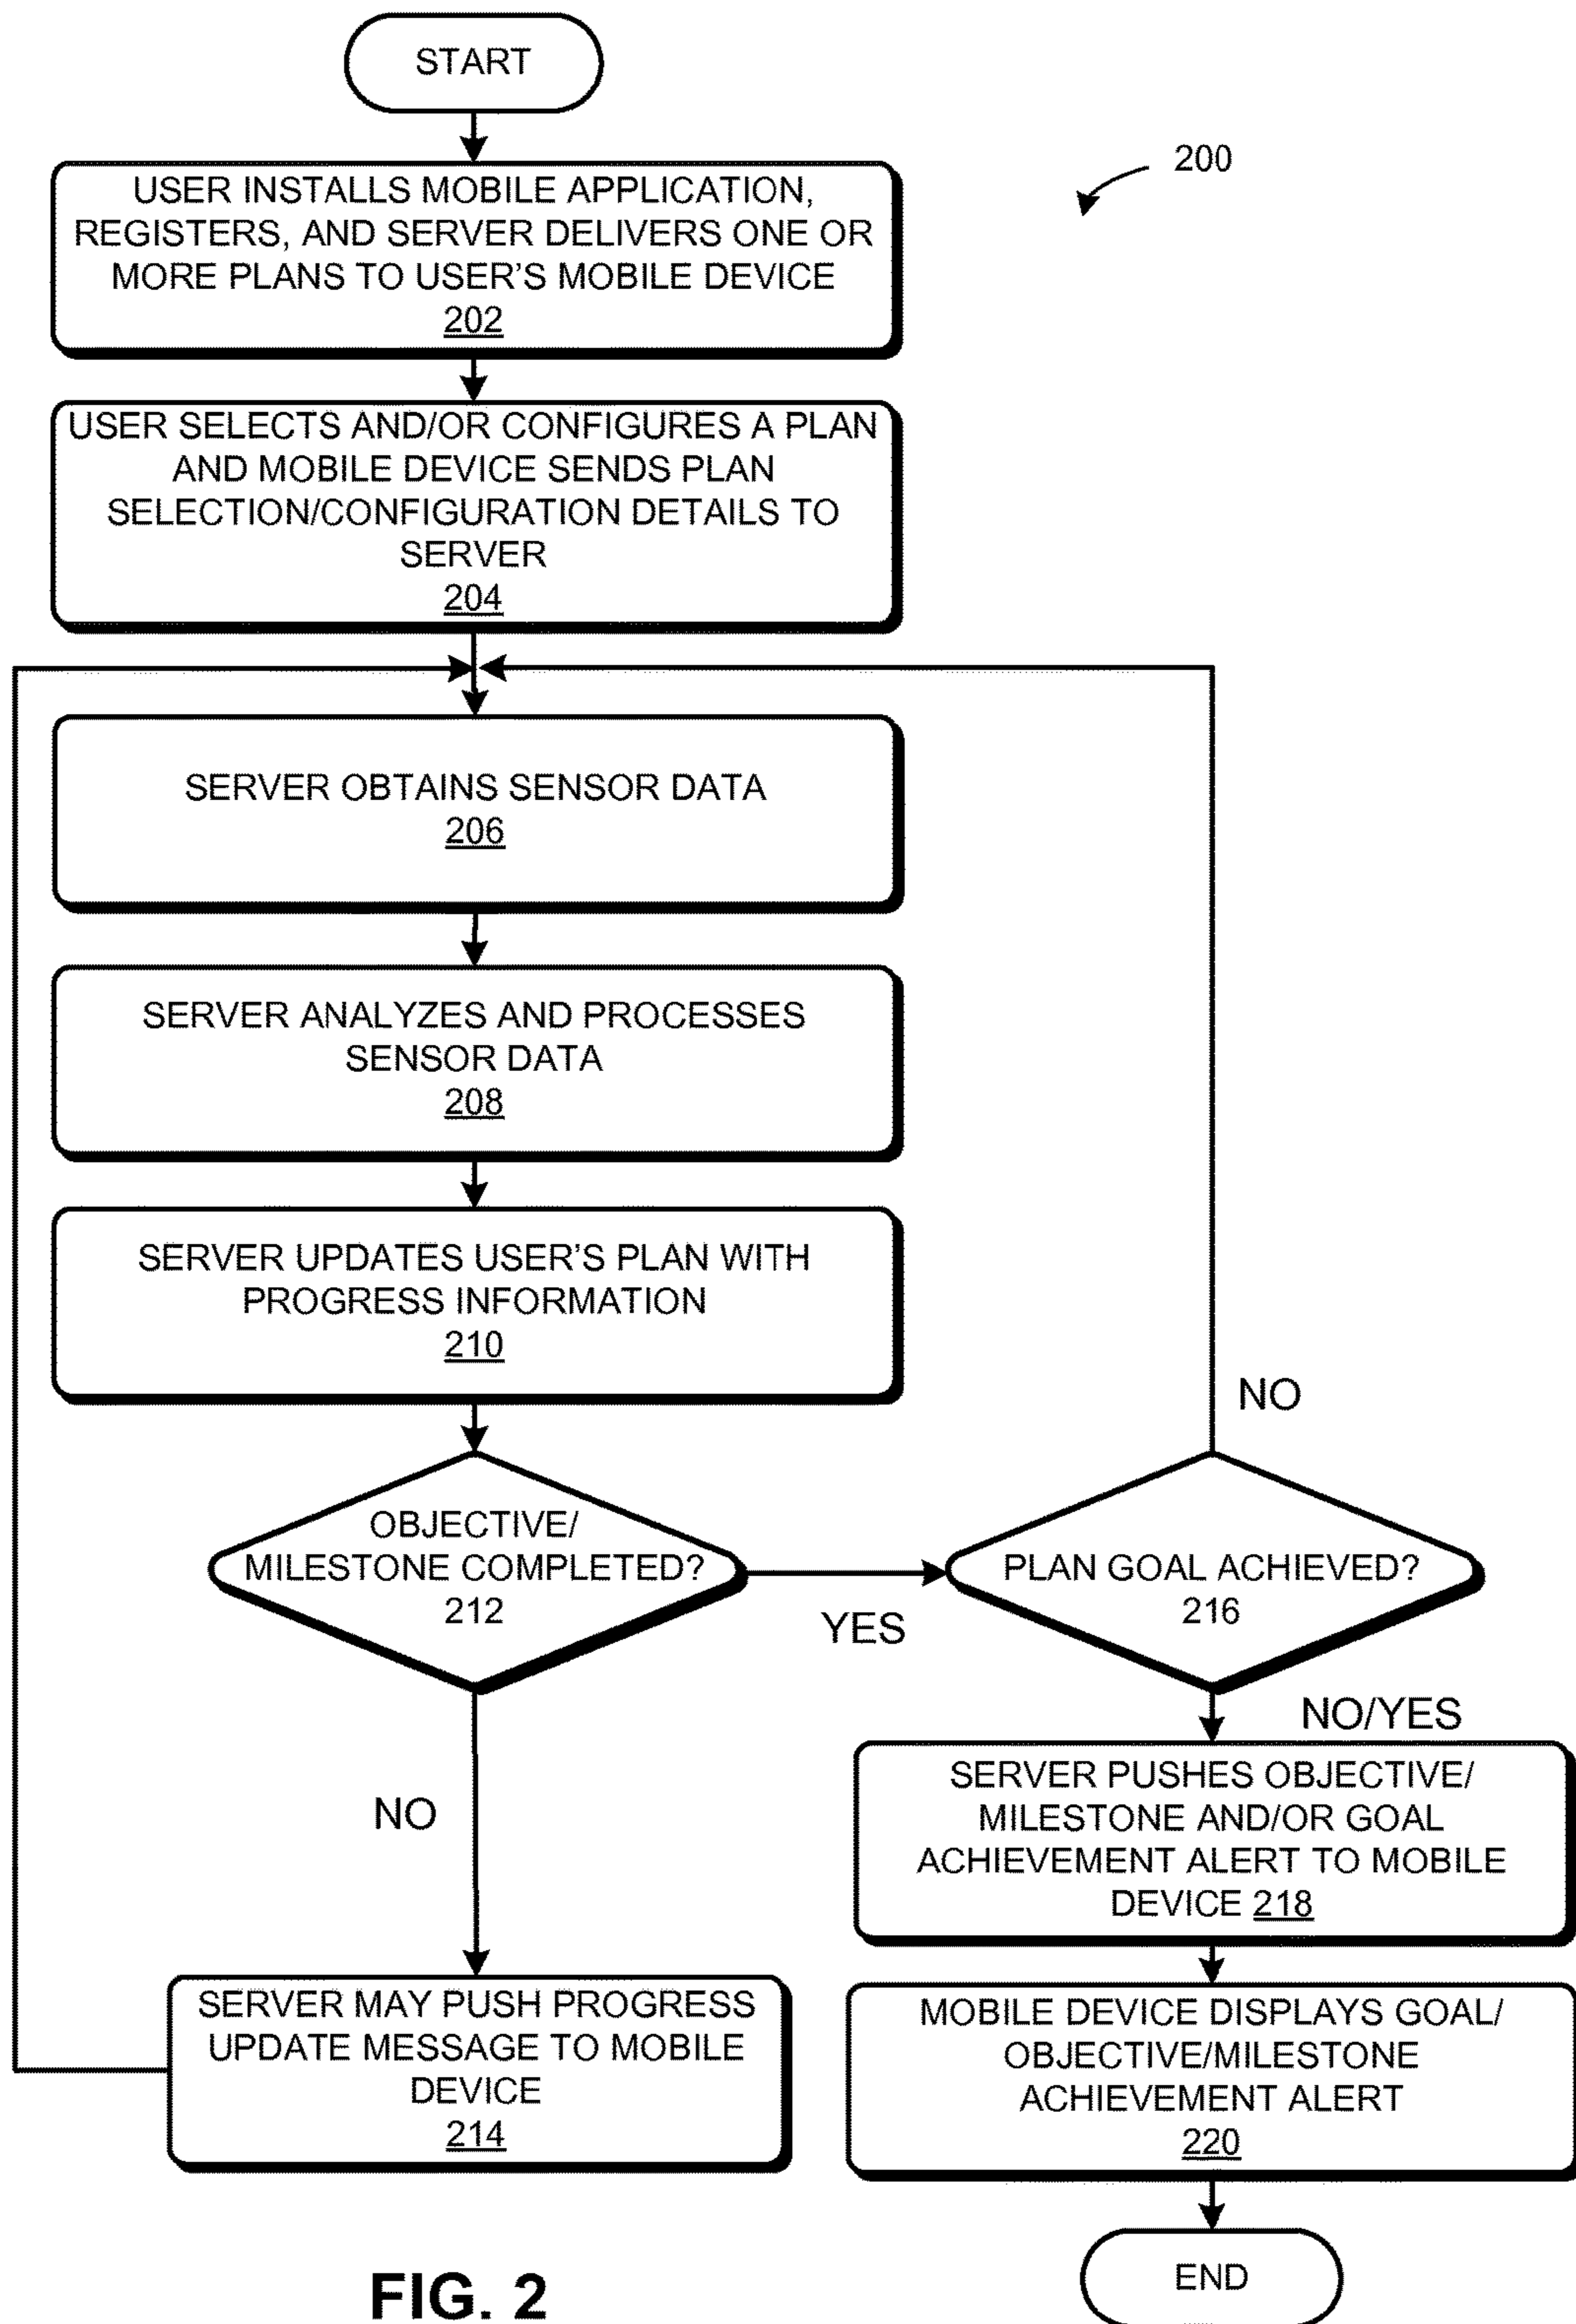 START
200
USER INSTALLS MOBILE APPLICATION,
REGISTERS, AND SERVER DELIVERS ONE OR
MORE PLANS TO USER'S MOBILE DEVICE
202
USER SELECTS AND/OR CONFIGURES A PLAN
AND MOBILE DEVICE SENDS PLAN
SELECTION/CONFIGURATION DETAILS TO
SERVER
204
SERVER OBTAINS SENSOR DATA
206
SERVER ANALYZES AND PROCESSES
SENSOR DATA
208
SERVER UPDATES USER'S PLAN WITH
PROGRESS INFORMATION
210
OBJECTIVE/
MILESTONE COMPLETED?
212
YES
NO
SERVER MAY PUSH PROGRESS
UPDATE MESSAGE TO MOBILE
DEVICE
214
NO
PLAN GOAL ACHIEVED?
216
NO/YES
SERVER PUSHES OBJECTIVE/
MILESTONE AND/OR GOAL
ACHIEVEMENT ALERT TO MOBILE
DEVICE 218
MOBILE DEVICE DISPLAYS GOAL/
OBJECTIVE/MILESTONE
ACHIEVEMENT ALERT
220
END
FIG. 2